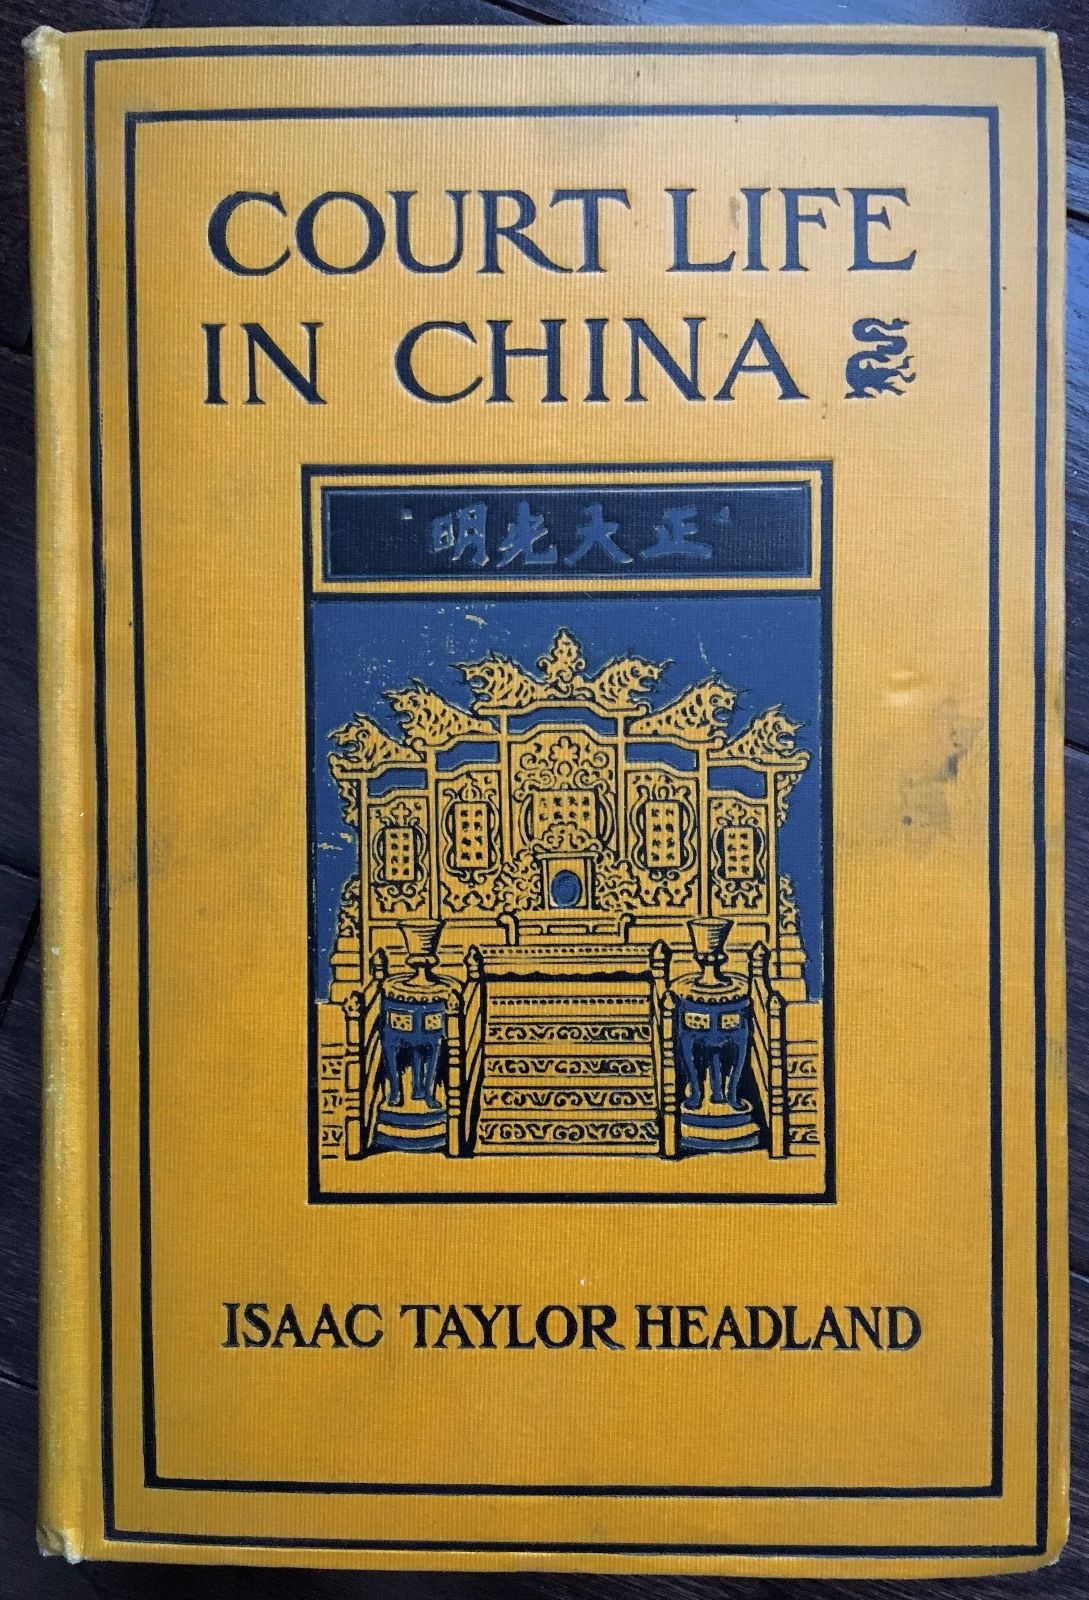 COURT LIFE
IN CHINA
正大光明
ISAAC TAYLOR HEADLAND